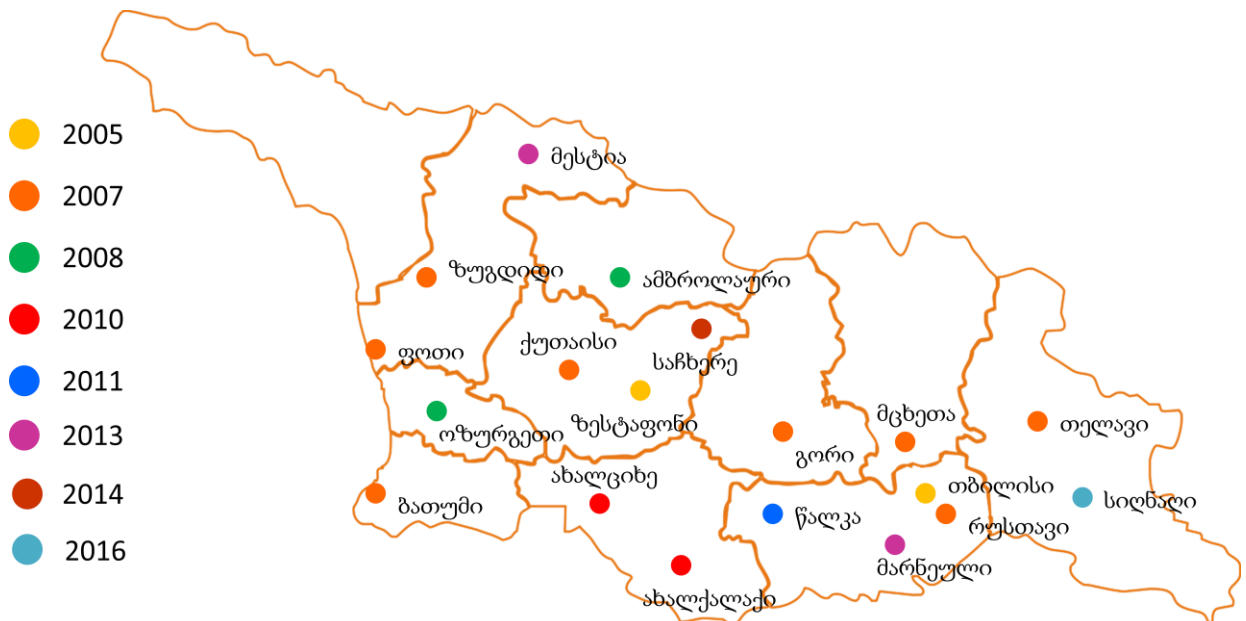 2005
2007
2008
2010
2011
2013
2014
2016
მესტია
ზუგდიდი
ამბროლაური
ფოთი
ქუთაისი
საჩხერე
ოზურგეთი
ზესტაფონი
გორი
მცხეთა
თელავი
ბათუმი
ახალციხე
წალკა
თბილისი
რუსთავი
სიღნაღი
მარნეული
ახალქალაქი